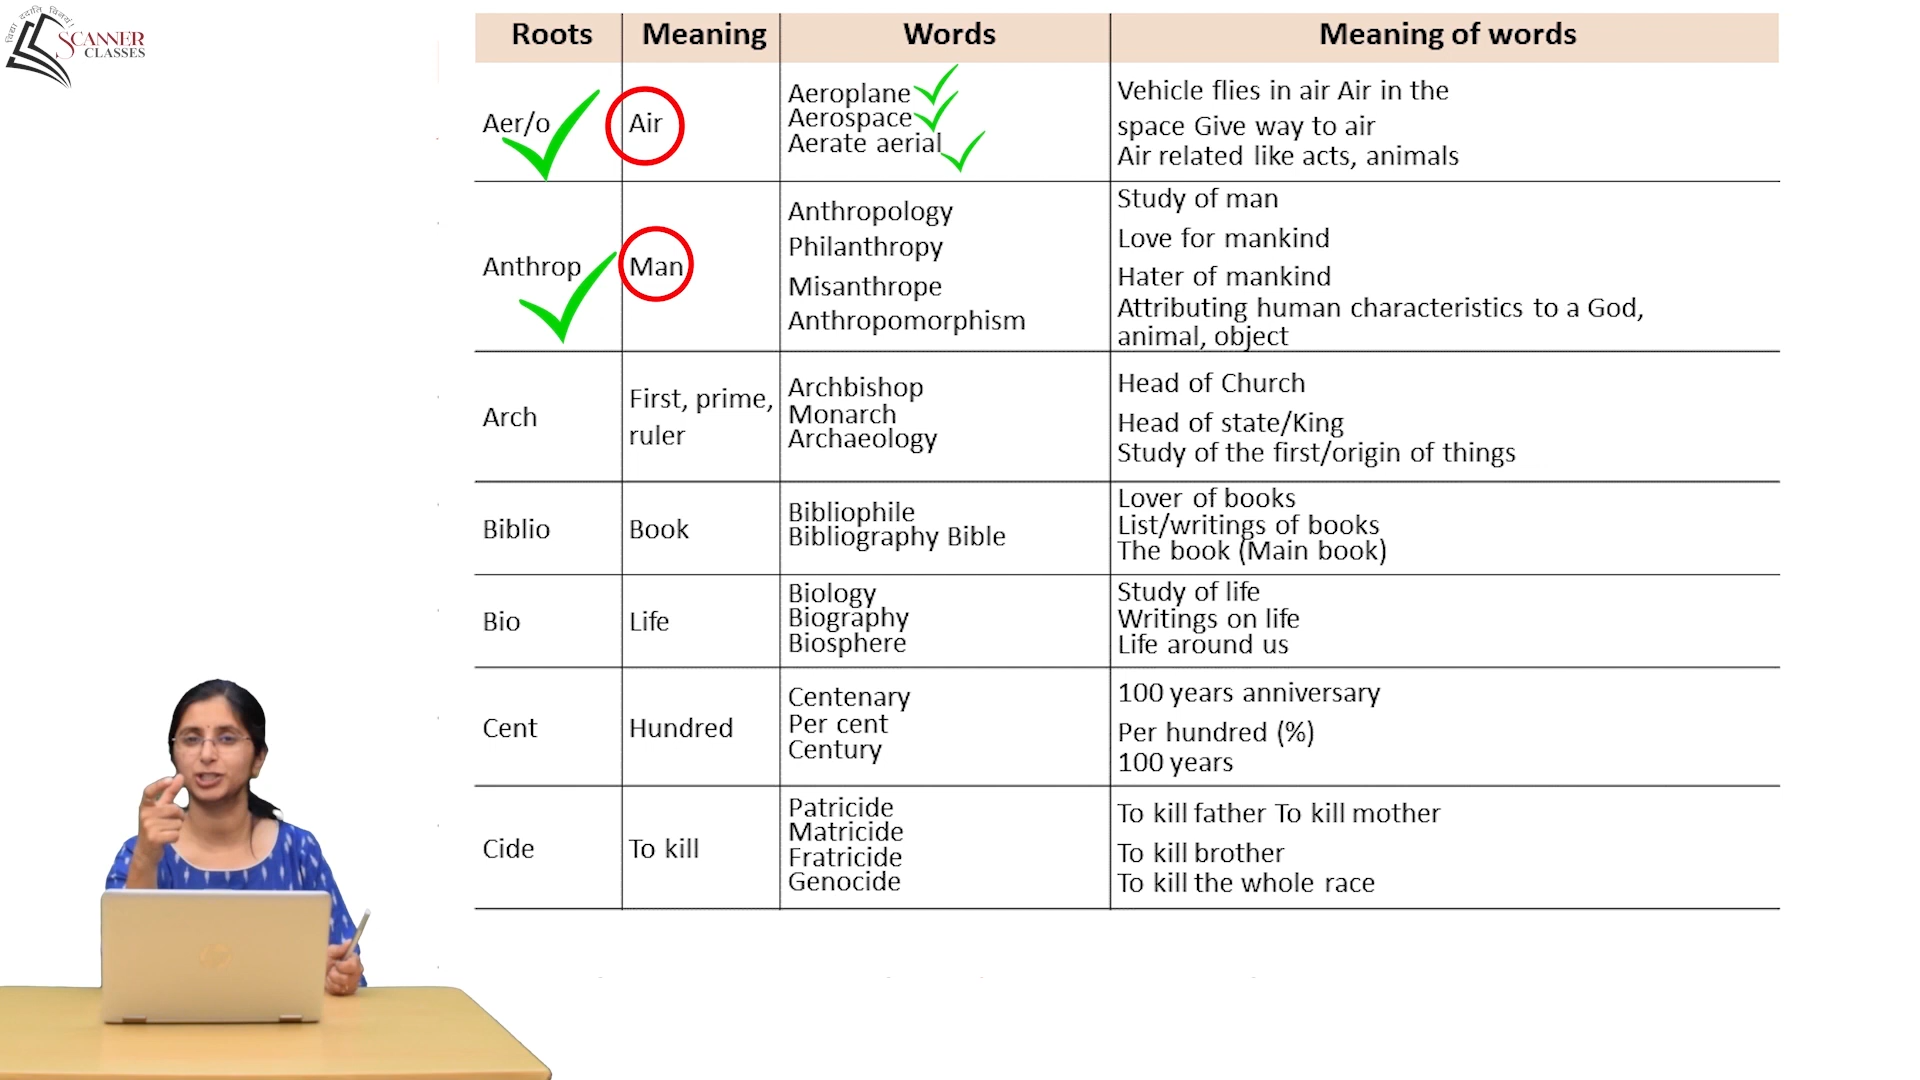 विद्या ददाति विनयं!
SCANNER
CLASSES
Roots Meaning Words Meaning of words
Aer/o
Air
Aeroplane
Aerospace
Aerate aerial
Vehicle flies in air Air in the
space Give way to air
Air related like acts, animals
Anthrop
Man
Anthropology
Philanthropy
Misanthrope
Anthropomorphism
Study of man
Love for mankind
Hater of mankind
Attributing human characteristics to a God,
animal, object
Arch
First, prime,
ruler
Archbishop
Monarch
Archaeology
Head of Church
Head of state/King
Study of the first/origin of things
Biblio
Book
Bibliophile
Bibliography Bible
Lover of books
List/writings of books
The book (Main book)
Bio
Life
Biology
Biography
Biosphere
Study of life
Writings on life
Life around us
Cent
Hundred
Centenary
Per cent
Century
100 years anniversary
Per hundred (%)
100 years
Cide
To kill
Patricide
Matricide
Fratricide
Genocide
To kill father To kill mother
To kill brother
To kill the whole race